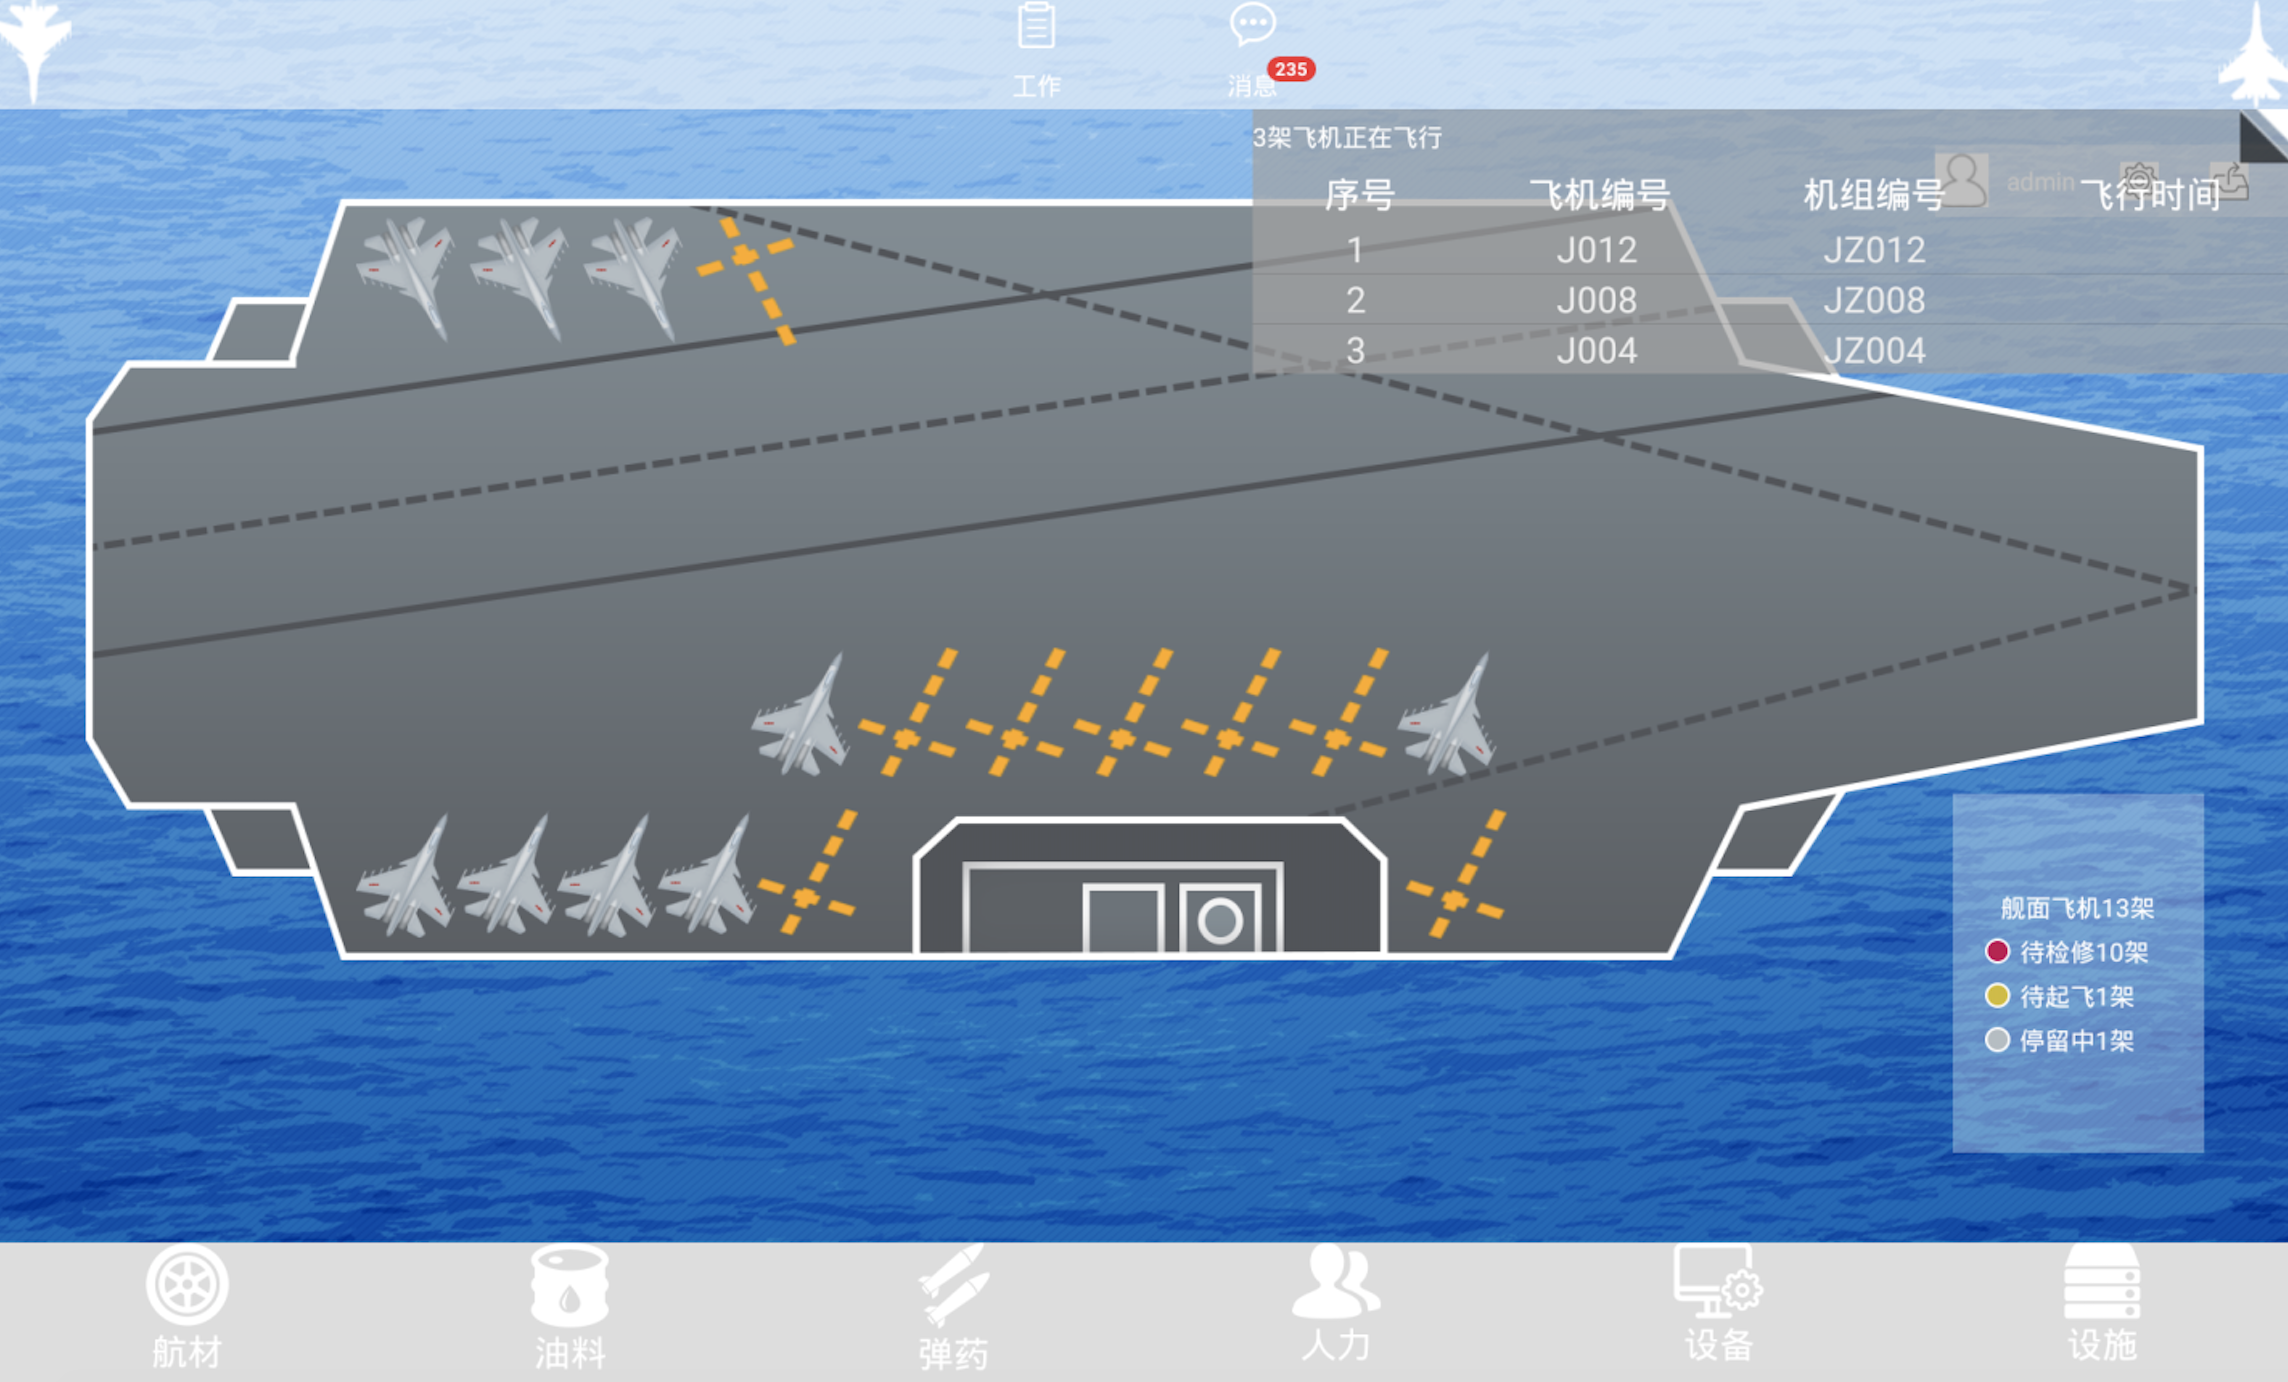 工作
消息
235
3架飞机正在飞行
admin
序号 飞机编号 机组编号 飞行时间
1 J012 JZ012
2 J008 JZ008
3 J004 JZ004
舰面飞机13架
待检修10架
待起飞1架
停留中1架
航材 油料 弹药 人力 设备 设施